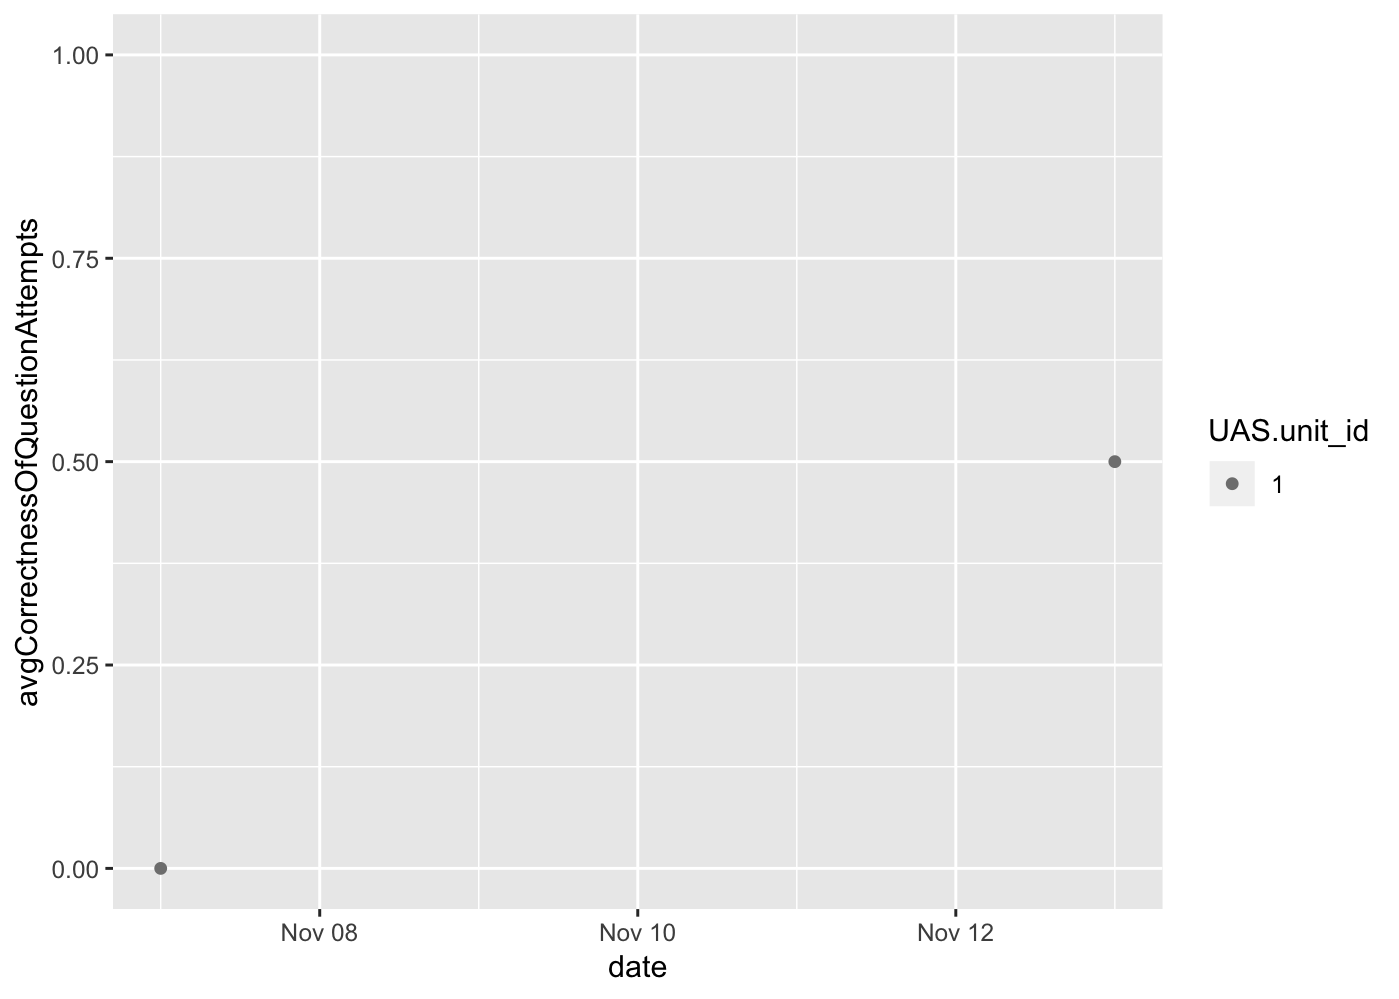 1.00
0.75
0.50
0.25
0.00
avgCorrectnessOfQuestionAttempts
Nov 08
Nov 10
Nov 12
date
UAS.unit_id
1